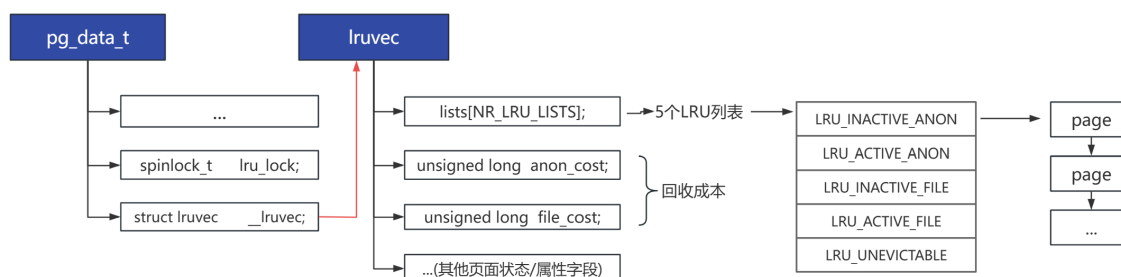 pg_data_t
...
spinlock_t lru_lock;
struct lruvec __lruvec;
lruvec
lists[NR_LRU_LISTS];
unsigned long anon_cost;
unsigned long file_cost;
...(其他页面状态/属性字段)
5个LRU列表
回收成本
LRU_INACTIVE_ANON
LRU_ACTIVE_ANON
LRU_INACTIVE_FILE
LRU_ACTIVE_FILE
LRU_UNEVICTABLE
page
page
...